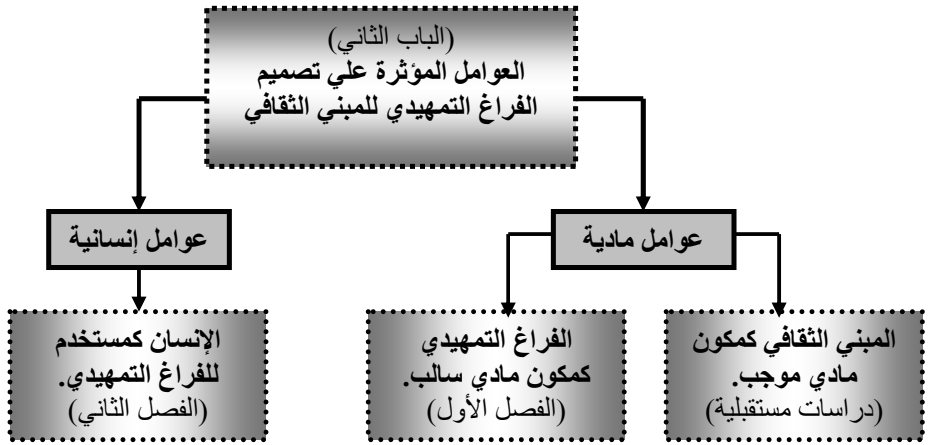 (الباب الثاني)
العوامل المؤثرة علي تصميم
الفراغ التمهيدي للمبني الثقافي
عوامل مادية
عوامل إنسانية
المبني الثقافي كمكون
مادي موجب.
(دراسات مستقبلية)
الفراغ التمهيدي
كمكون مادي سالب.
(الفصل الأول)
الإنسان كمستخدم
للفراغ التمهيدي.
(الفصل الثاني)